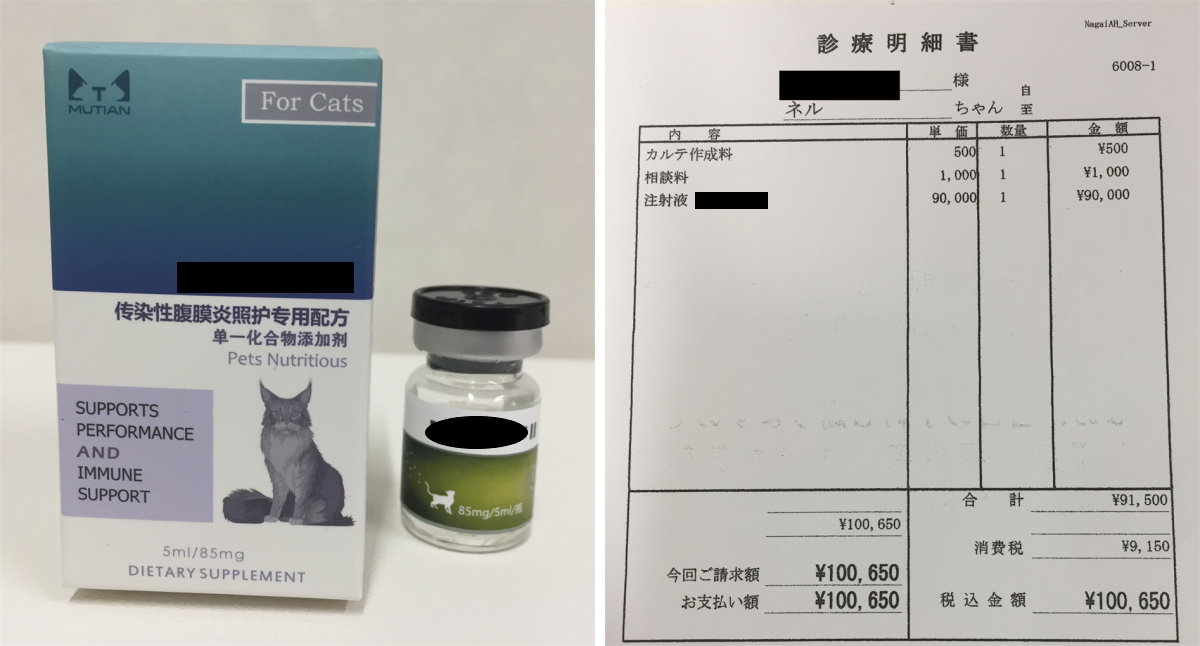 MUTIAN
For Cats
传染性腹膜炎照护专用配方
单一化合物添加剂
Pets Nutritious
SUPPORTS
PERFORMANCE
AND
IMMUNE
SUPPORT
5ml/85mg
DIETARY SUPPLEMENT
II
85mg/5ml/瓶
NagaiAH_Server
診療明細書
6008-1
様
自
ネル ちゃん 至
内 容 単 価 数量 金 額
カルテ作成料 500 1 ¥500
相談料 1,000 1 ¥1,000
注射液 90,000 1 ¥90,000
合 計 ¥91,500
¥100,650
消費税 ¥9,150
今回ご請求額 ¥100,650
お支払い額 ¥100,650 税込金額 ¥100,650